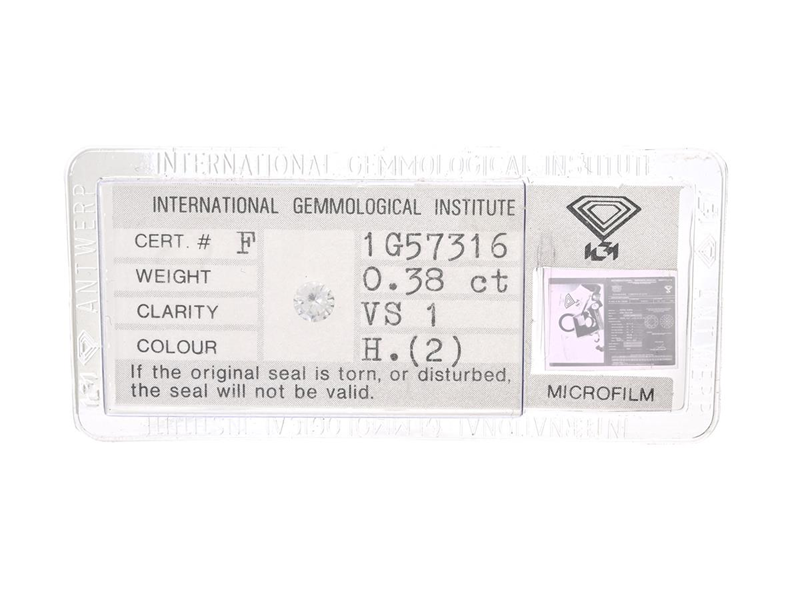 INTERNATIONAL GEMMOLOGICAL INSTITUTE
ANTWERP
INTERNATIONAL GEMMOLOGICAL INSTITUTE
CERT. # F 1G57316
WEIGHT 0.38 ct
CLARITY VS 1
COLOUR H.(2)
If the original seal is torn, or disturbed,
the seal will not be valid.
IGI
MICROFILM